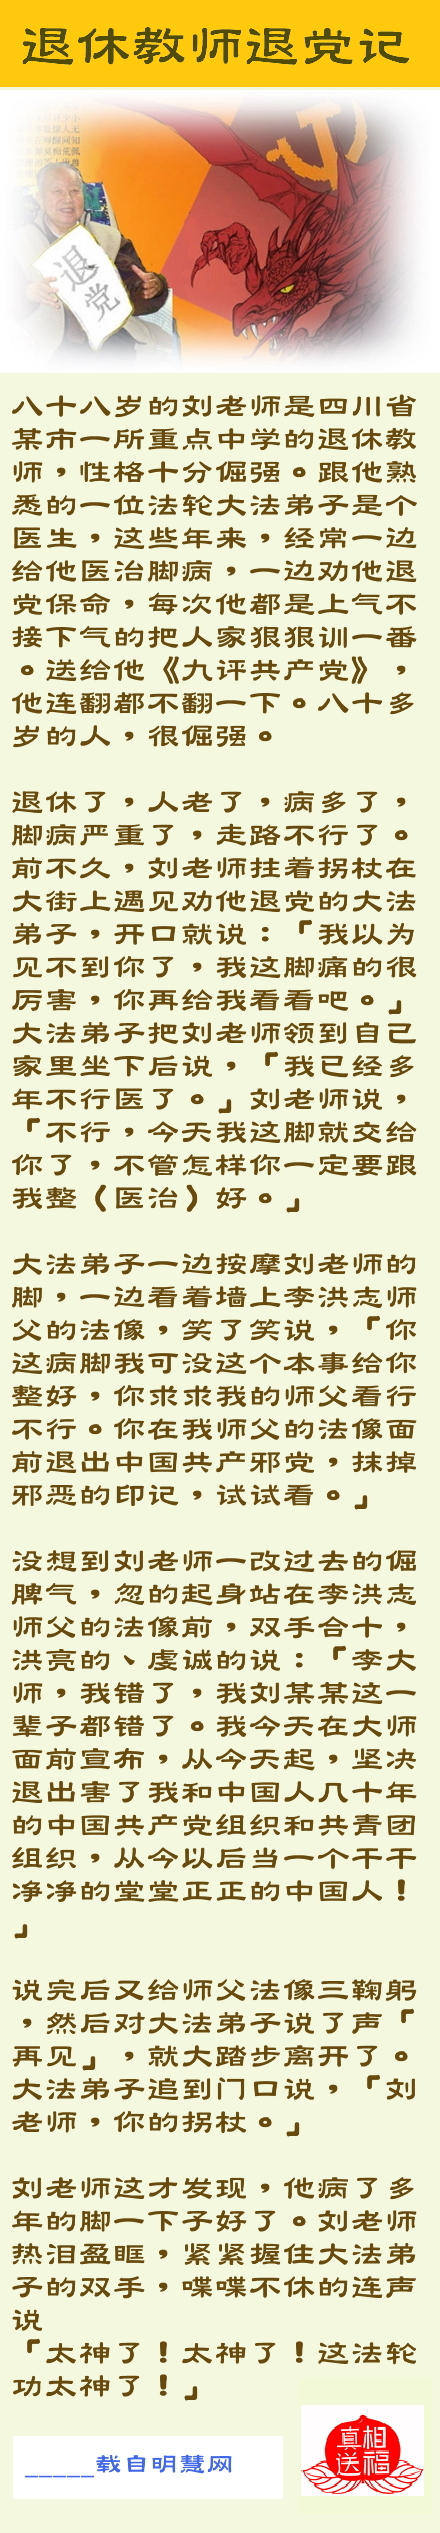 退休教师退党记
退党
八十八岁的刘老师是四川省
某市一所重点中学的退休教
师，性格十分倔强。跟他熟
悉的一位法轮大法弟子是个
医生，这些年来，经常一边
给他医治脚病，一边劝他退
党保命，每次他都是上气不
接下气的把人家狠狠训一番
。送给他《九评共产党》，
他连翻都不翻一下。八十多
岁的人，很倔强。
退休了，人老了，病多了，
脚病严重了，走路不行了。
前不久，刘老师拄着拐杖在
大街上遇见劝他退党的大法
弟子，开口就说：「我以为
见不到你了，我这脚痛的很
厉害，你再给我看看吧。」
大法弟子把刘老师领到自己
家里坐下后说，「我已经多
年不行医了。」刘老师说，
「不行，今天我这脚就交给
你了，不管怎样你一定要跟
我整（医治）好。」
大法弟子一边按摩刘老师的
脚，一边看着墙上李洪志师
父的法像，笑了笑说，「你
这病脚我可没这个本事给你
整好，你求求我的师父看行
不行。你在我师父的法像面
前退出中国共产邪党，抹掉
邪恶的印记，试试看。」
没想到刘老师一改过去的倔
脾气，忽的起身站在李洪志
师父的法像前，双手合十，
洪亮的、虔诚的说：「李大
师，我错了，我刘某某这一
辈子都错了。我今天在大师
面前宣布，从今天起，坚决
退出害了我和中国人几十年
的中国共产党组织和共青团
组织，从今以后当一个干干
净净的堂堂正正的中国人！
」
说完后又给师父法像三鞠躬
，然后对大法弟子说了声「
再见」，就大踏步离开了。
大法弟子追到门口说，「刘
老师，你的拐杖。」
刘老师这才发现，他病了多
年的脚一下子好了。刘老师
热泪盈眶，紧紧握住大法弟
子的双手，喋喋不休的连声
说
「太神了！太神了！这法轮
功太神了！」
_____载自明慧网
真相
送福